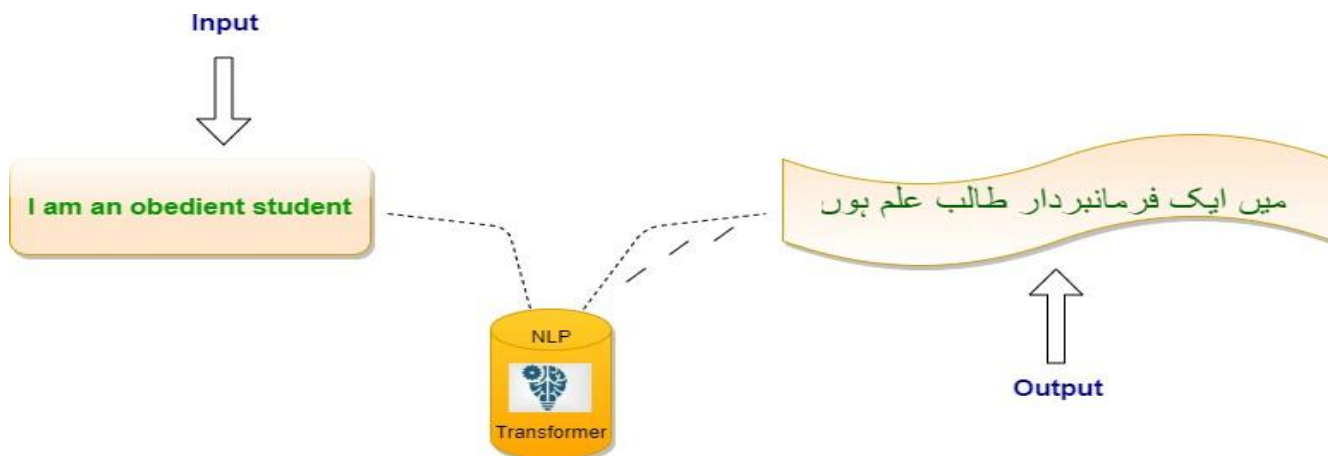 Input
I am an obedient student
میں ایک فرمانبردار طالب علم ہوں
NLP
Transformer
Output